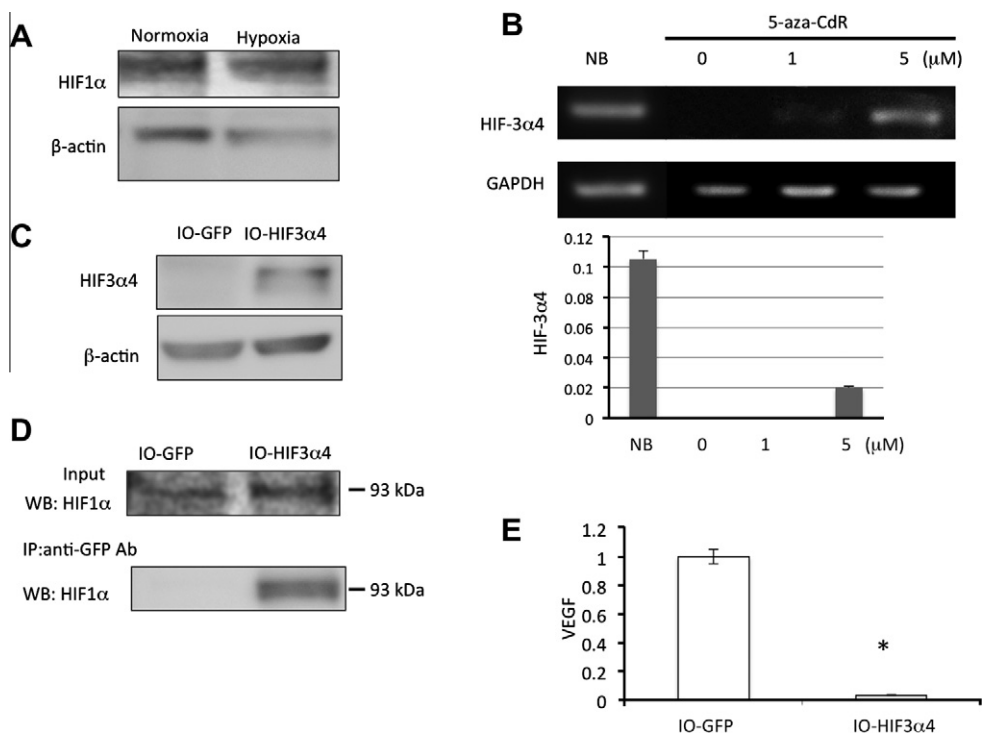 A
Normoxia Hypoxia
HIF1α
β-actin
B
5-aza-CdR
NB 0 1 5 (μM)
HIF-3α4
GAPDH
0.12
0.1
0.08
0.06
0.04
0.02
0
HIF-3α4
NB 0 1 5 (μM)
C
IO-GFP IO-HIF3α4
HIF3α4
β-actin
D
IO-GFP IO-HIF3α4
Input
WB: HIF1α
93 kDa
IP:anti-GFP Ab
WB: HIF1α
93 kDa
E
1.2
1
0.8
0.6
0.4
0.2
0
VEGF
*
IO-GFP IO-HIF3α4